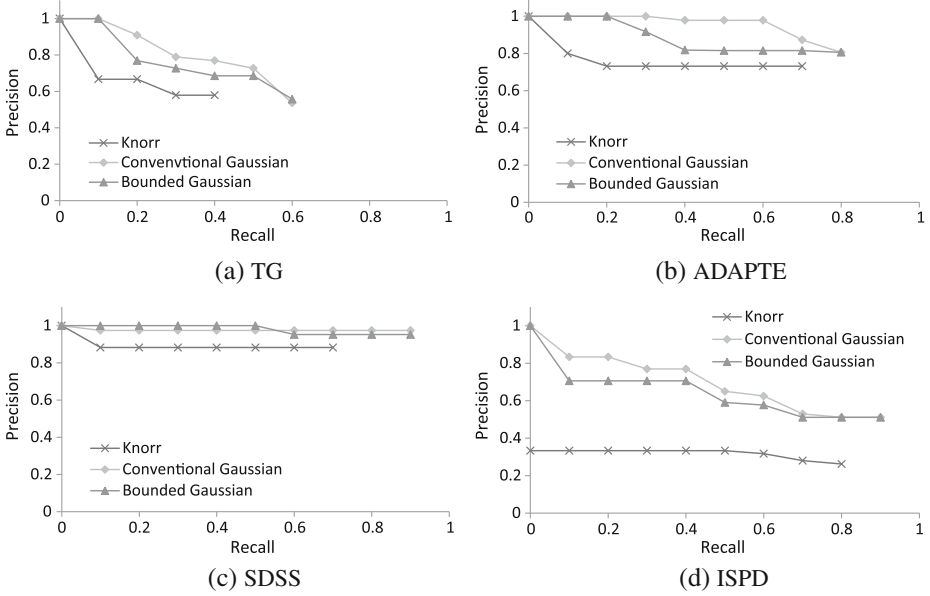 1
0.8
0.6
0.4
0.2
0
Precision
Knorr
Convenvtional Gaussian
Bounded Gaussian
0 0.2 0.4 0.6 0.8 1
Recall
(a) TG
1
0.8
0.6
0.4
0.2
0
Precision
Knorr
Conventional Gaussian
Bounded Gaussian
0 0.2 0.4 0.6 0.8 1
Recall
(b) ADAPTE
1
0.8
0.6
0.4
0.2
0
Precision
Knorr
Conventional Gaussian
Bounded Gaussian
0 0.2 0.4 0.6 0.8 1
Recall
(c) SDSS
1
0.8
0.6
0.4
0.2
0
Precision
Knorr
Conventional Gaussian
Bounded Gaussian
0 0.2 0.4 0.6 0.8 1
Recall
(d) ISPD